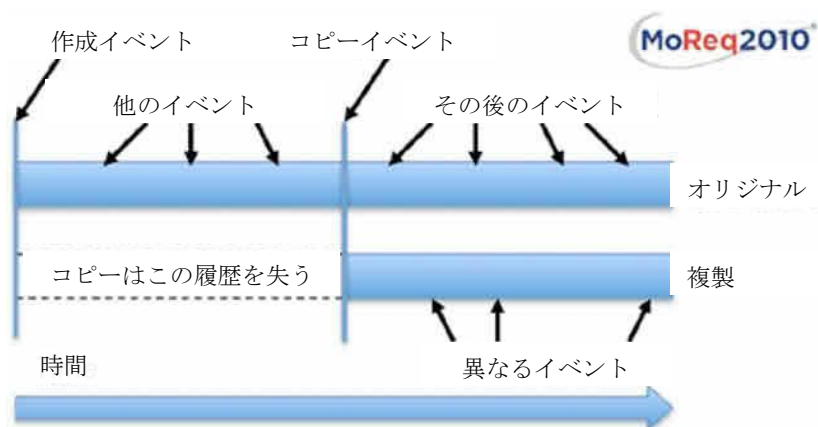 作成イベント
コピーイベント
MoReq2010
他のイベント
その後のイベント
オリジナル
コピーはこの履歴を失う
複製
時間
異なるイベント